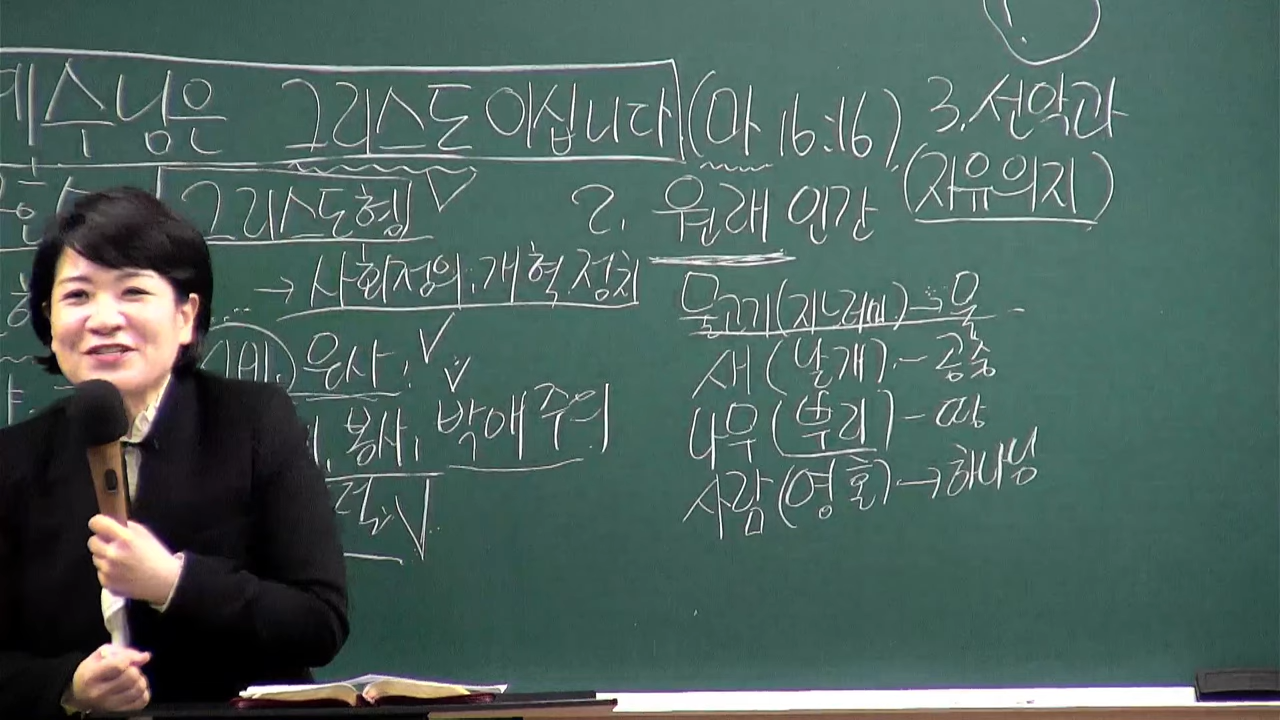 예수님은 그리스도이십니다 (마 16:16).
그리스도형 ✓
→ 사회정의, 개혁, 정치
은사, ✓
봉사, 박애주의
2. 원래 인간
물고기(지느러미) → 물
새(날개) - 공중
나무(뿌리) - 땅
사람(영혼) → 하나님
3. 선악과
(자유의지)